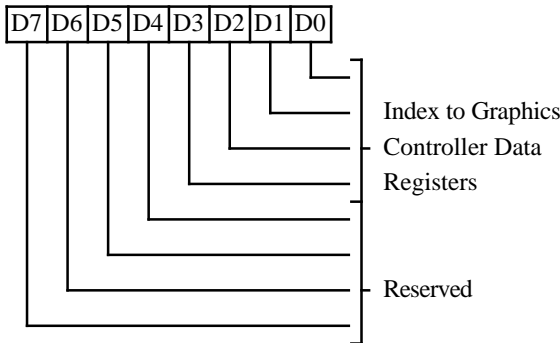 D7 D6 D5 D4 D3 D2 D1 D0
Index to Graphics
Controller Data
Registers
Reserved